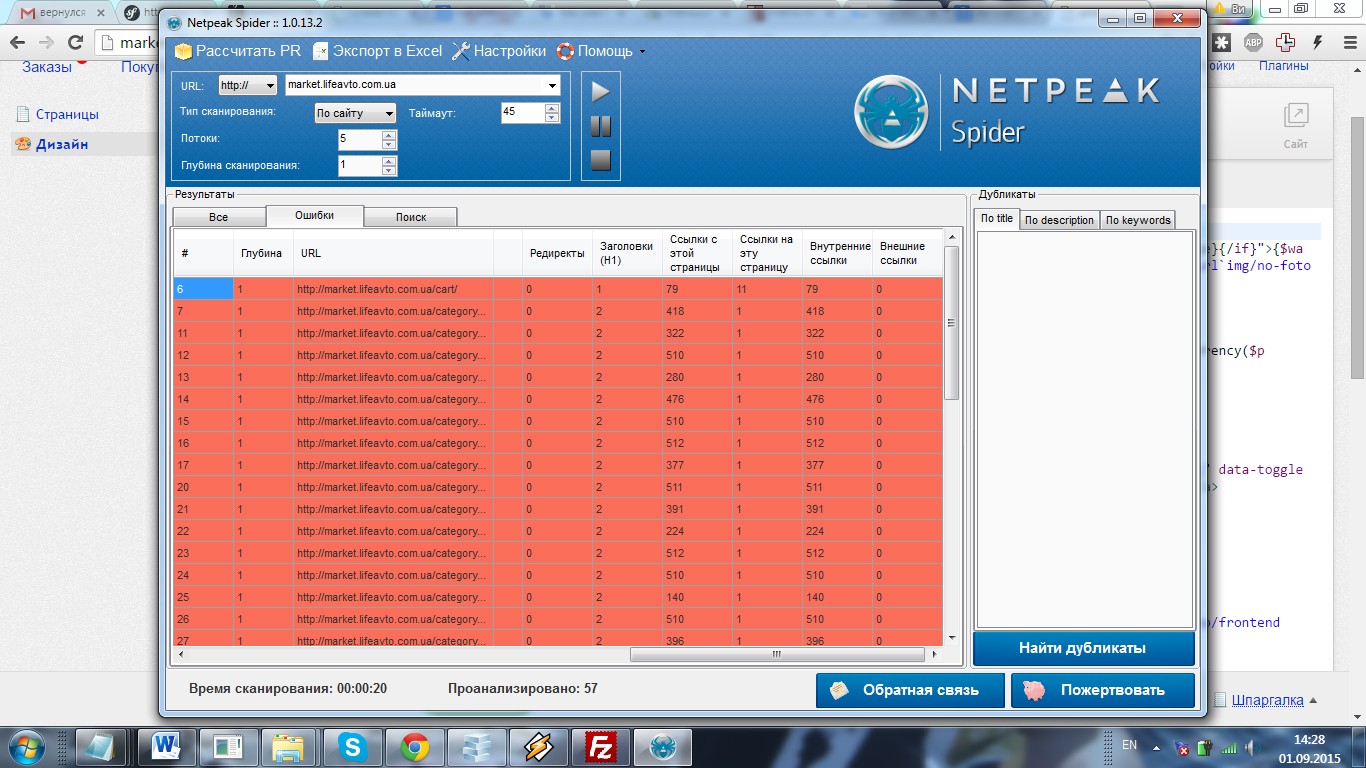 вернулся
Ви
Netpeak Spider :: 1.0.13.2
marke
Рассчитать PR Экспорт в Excel Настройки Помощь
Заказы
Плагины
URL: http:// market.lifeavto.com.ua
Тип сканирования: По сайту Таймаут: 45
Потоки: 5
Глубина сканирования: 1
NETPEAK
Spider
Страницы
Дизайн
Сайт
Результаты
Все Ошибки Поиск
# Глубина URL Редиректы Заголовки (H1) Ссылки с этой страницы Ссылки на эту страницу Внутренние ссылки Внешние ссылки
6 1 http://market.lifeavto.com.ua/cart/ 0 1 79 11 79 0
7 1 http://market.lifeavto.com.ua/category... 0 2 418 1 418 0
11 1 http://market.lifeavto.com.ua/category... 0 2 322 1 322 0
12 1 http://market.lifeavto.com.ua/category... 0 2 510 1 510 0
13 1 http://market.lifeavto.com.ua/category... 0 2 280 1 280 0
14 1 http://market.lifeavto.com.ua/category... 0 2 476 1 476 0
15 1 http://market.lifeavto.com.ua/category... 0 2 510 1 510 0
16 1 http://market.lifeavto.com.ua/category... 0 2 512 1 512 0
17 1 http://market.lifeavto.com.ua/category... 0 2 377 1 377 0
20 1 http://market.lifeavto.com.ua/category... 0 2 511 1 511 0
21 1 http://market.lifeavto.com.ua/category... 0 2 391 1 391 0
22 1 http://market.lifeavto.com.ua/category... 0 2 224 1 224 0
23 1 http://market.lifeavto.com.ua/category... 0 2 512 1 512 0
24 1 http://market.lifeavto.com.ua/category... 0 2 510 1 510 0
25 1 http://market.lifeavto.com.ua/category... 0 2 140 1 140 0
26 1 http://market.lifeavto.com.ua/category... 0 2 510 1 510 0
27 1 http://market.lifeavto.com.ua/category... 0 2 396 1 396 0
Дубликаты
По title По description По keywords
Найти дубликаты
}{/if}">{$wa
l`img/no-foto
ency($p
" data-toggle
/frontend
Время сканирования: 00:00:20 Проанализировано: 57
Обратная связь Пожертвовать
Шпаргалка
EN
14:28
01.09.2015